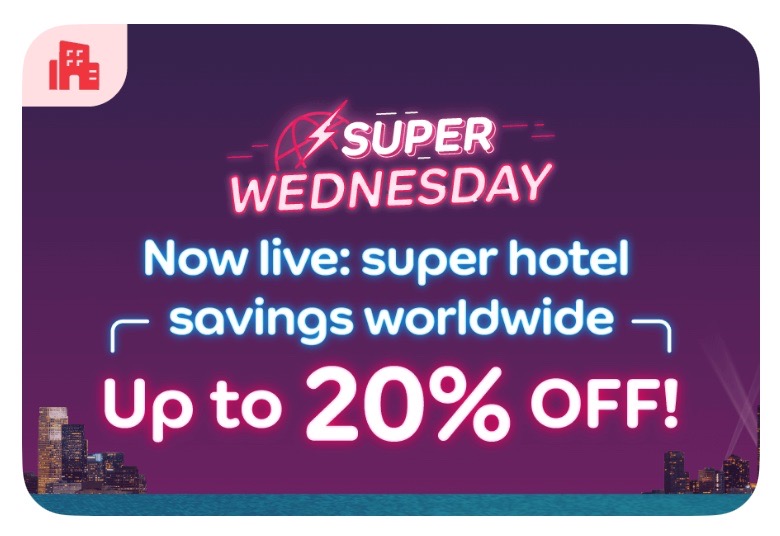 SUPER
WEDNESDAY
Now live: super hotel
savings worldwide
Up to 20% OFF!